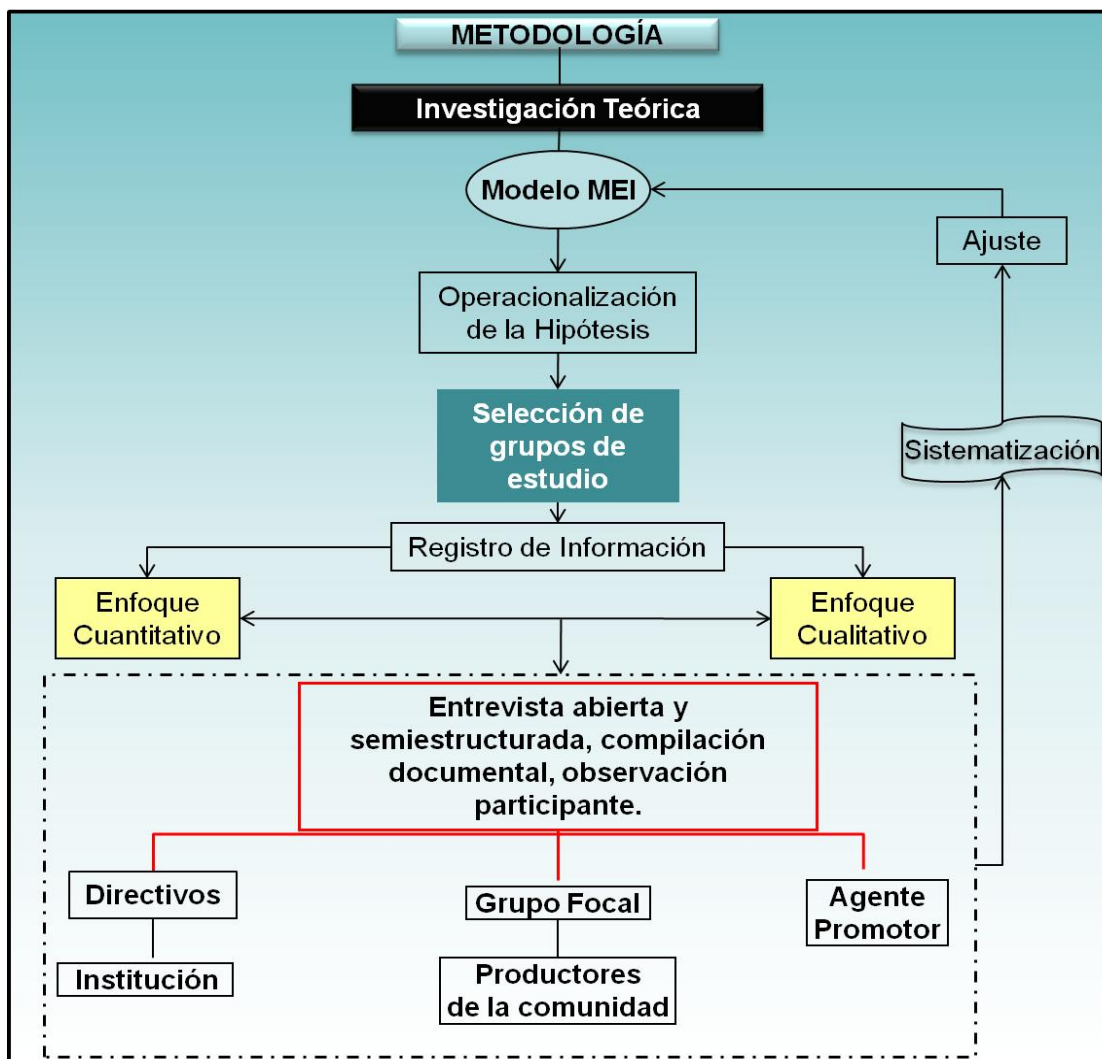 METODOLOGÍA
Investigación Teórica
Modelo MEI
Ajuste
Operacionalización
de la Hipótesis
Selección de
grupos de
estudio
Sistematización
Registro de Información
Enfoque
Cuantitativo
Enfoque
Cualitativo
Entrevista abierta y
semiestructurada, compilación
documental, observación
participante.
Directivos
Institución
Grupo Focal
Productores
de la comunidad
Agente
Promotor